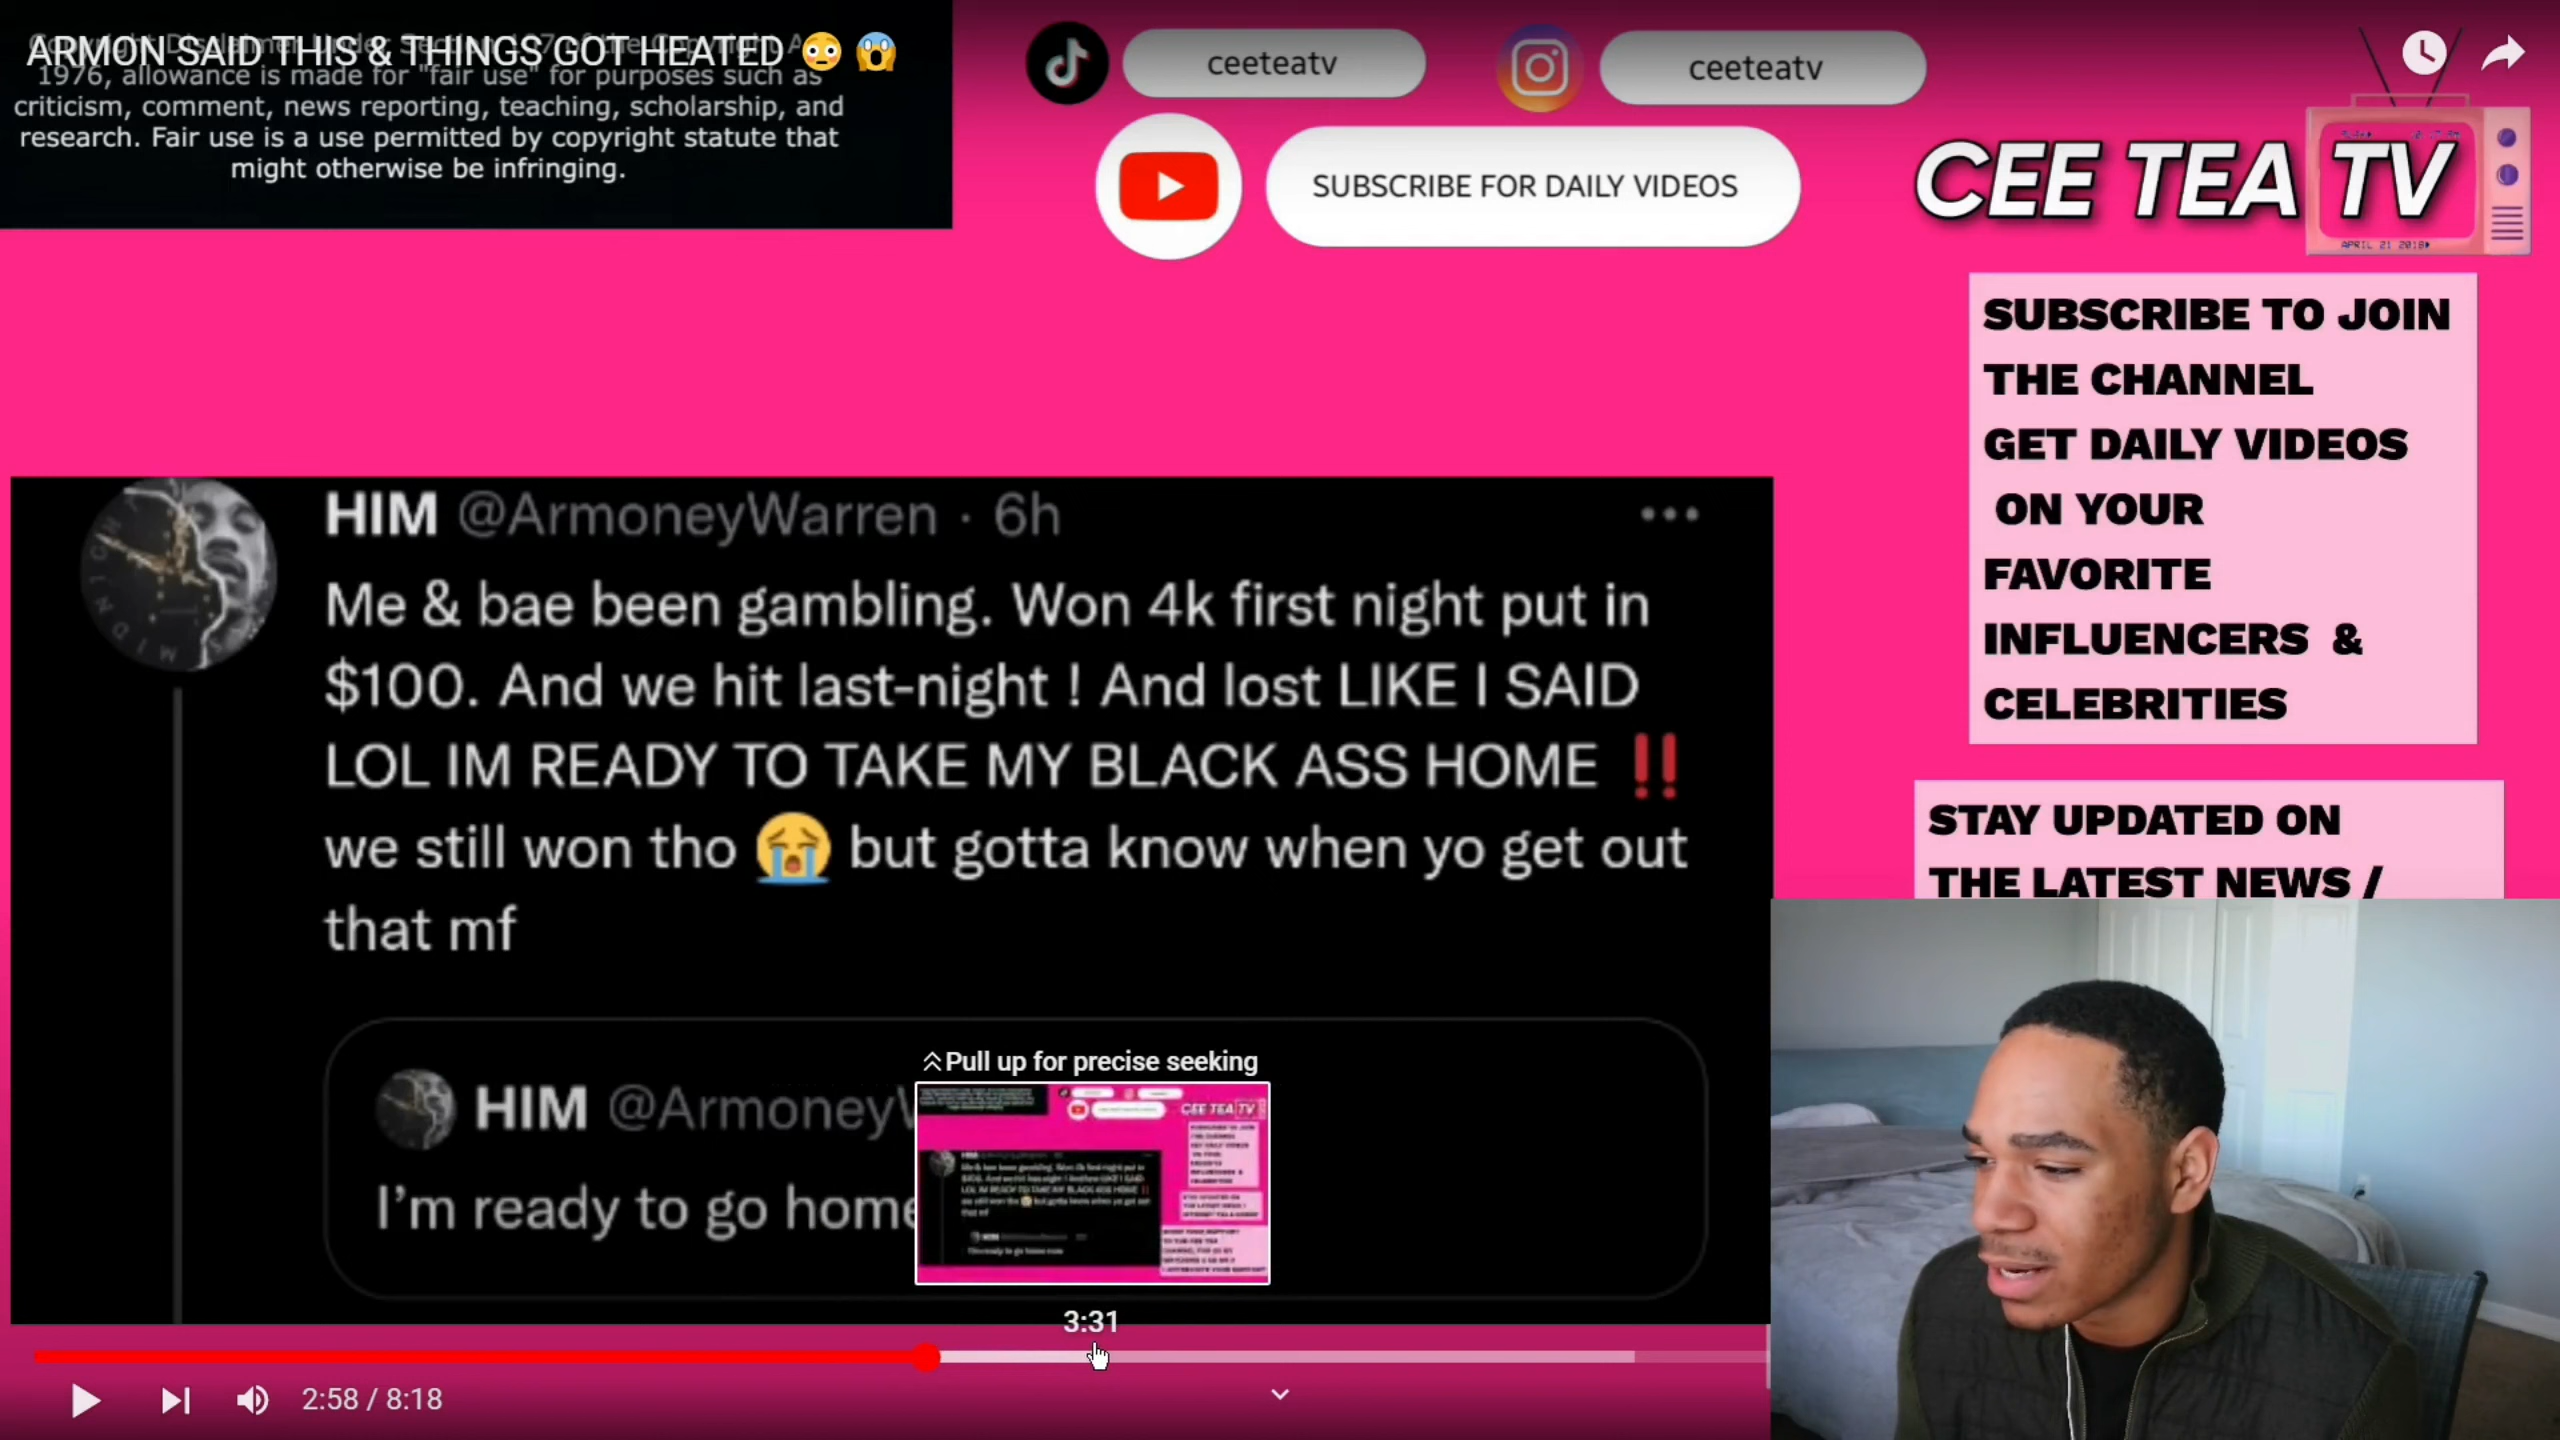 ARMON SAID THIS & THINGS GOT HEATED 😳 😱
1976, allowance is made for "fair use" for purposes such as
criticism, comment, news reporting, teaching, scholarship, and
research. Fair use is a use permitted by copyright statute that
might otherwise be infringing.
ceeteatv
ceeteatv
SUBSCRIBE FOR DAILY VIDEOS
CEE TEA TV
APRIL 21 2018
SUBSCRIBE TO JOIN
THE CHANNEL
GET DAILY VIDEOS
ON YOUR
FAVORITE
INFLUENCERS &
CELEBRITIES
STAY UPDATED ON
THE LATEST NEWS /
HIM @ArmoneyWarren · 6h
Me & bae been gambling. Won 4k first night put in
$100. And we hit last-night ! And lost LIKE I SAID
LOL IM READY TO TAKE MY BLACK ASS HOME ‼️
we still won tho 😭 but gotta know when yo get out
that mf
HIM @Armoney
I'm ready to go home
Pull up for precise seeking
CEE TEA TV
3:31
2:58 / 8:18